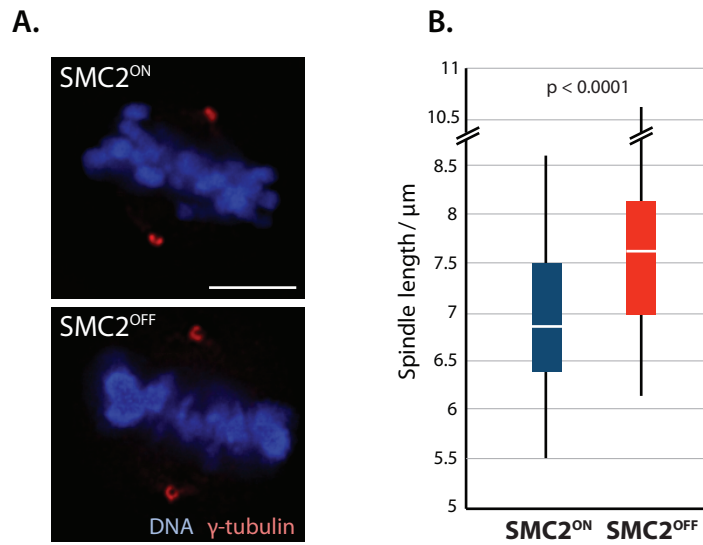 A.
SMC2ᴼᴺ
SMC2ᴼᶠᶠ
DNA γ-tubulin
B.
p < 0.0001
Spindle length / μm
11
10.5
8.5
8
7.5
7
6.5
6
5.5
5
SMC2ᴼᴺ SMC2ᴼᶠᶠ